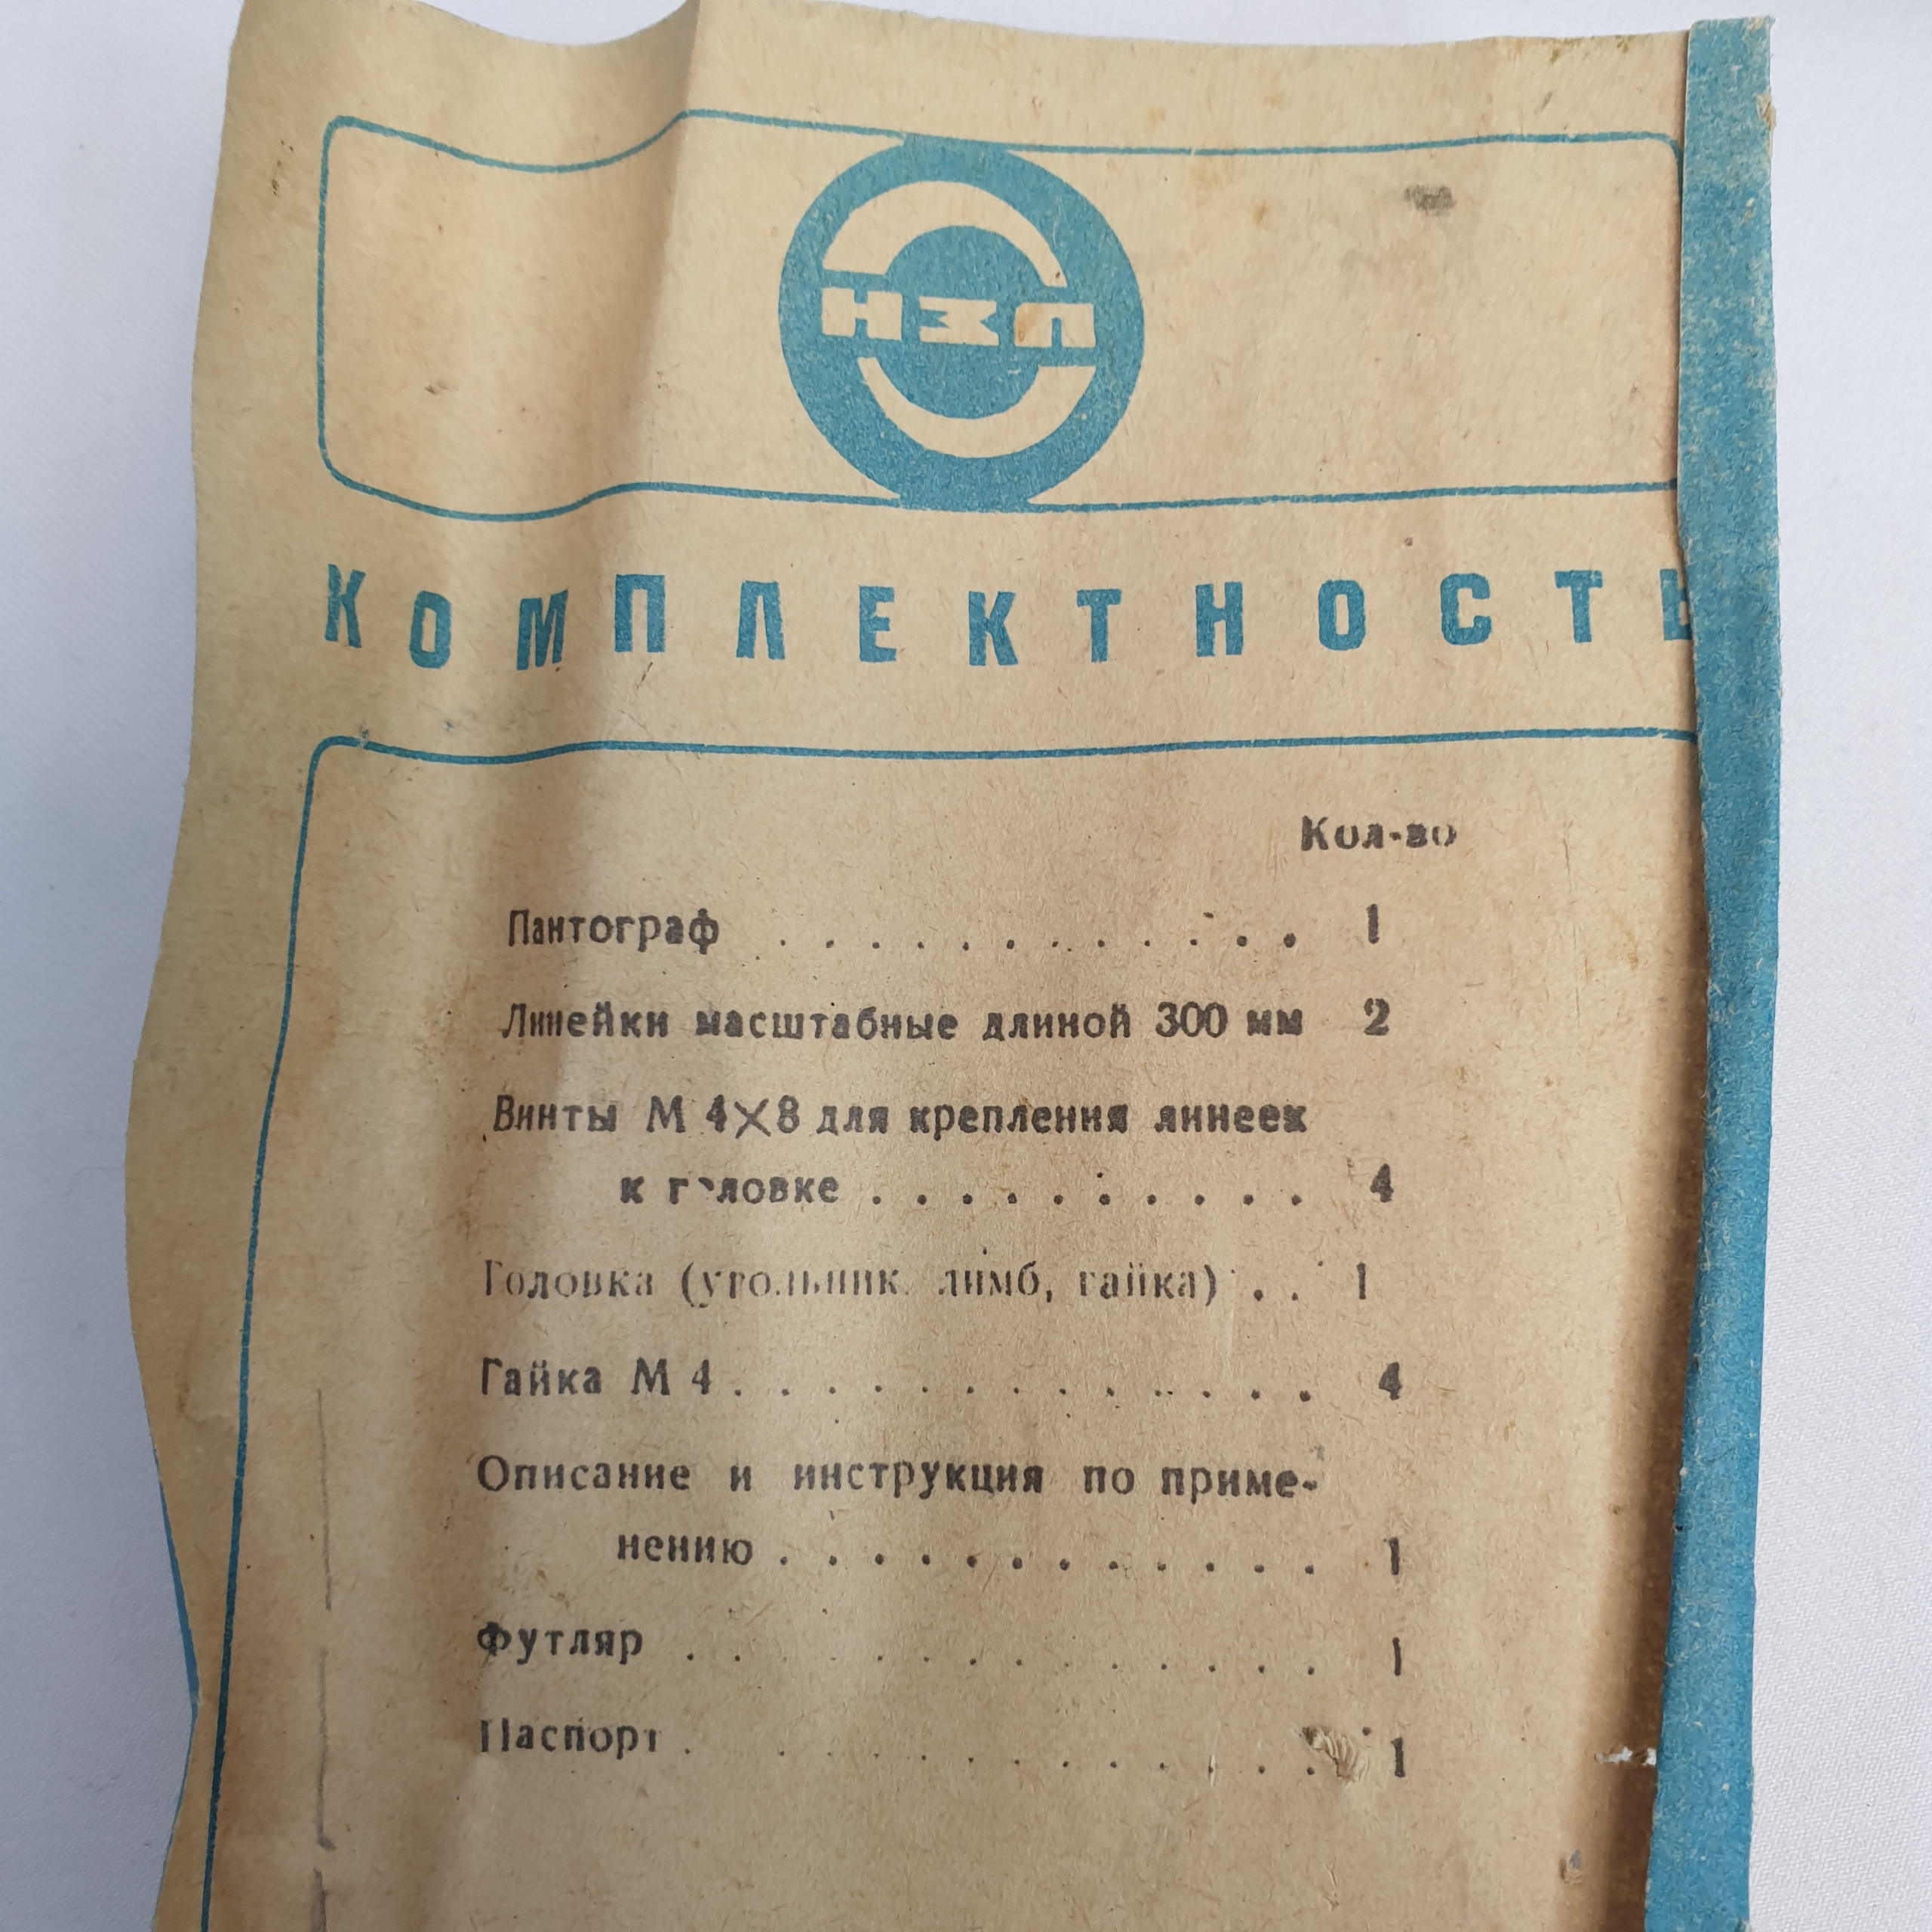 НЗЛ
КОМПЛЕКТНОСТЬ
Кол-во
Пантограф . . . . . . . . . . . . 1
Линейки масштабные длиной 300 мм 2
Винты М 4×8 для крепления линеек
к головке . . . . . . . . . . 4
Головка (угольник, лимб, гайка) . . 1
Гайка М 4 . . . . . . . . . . . . . 4
Описание и инструкция по приме-
нению . . . . . . . . . . . . 1
Футляр . . . . . . . . . . . . . . 1
Паспорт . . . . . . . . . . . . . 1